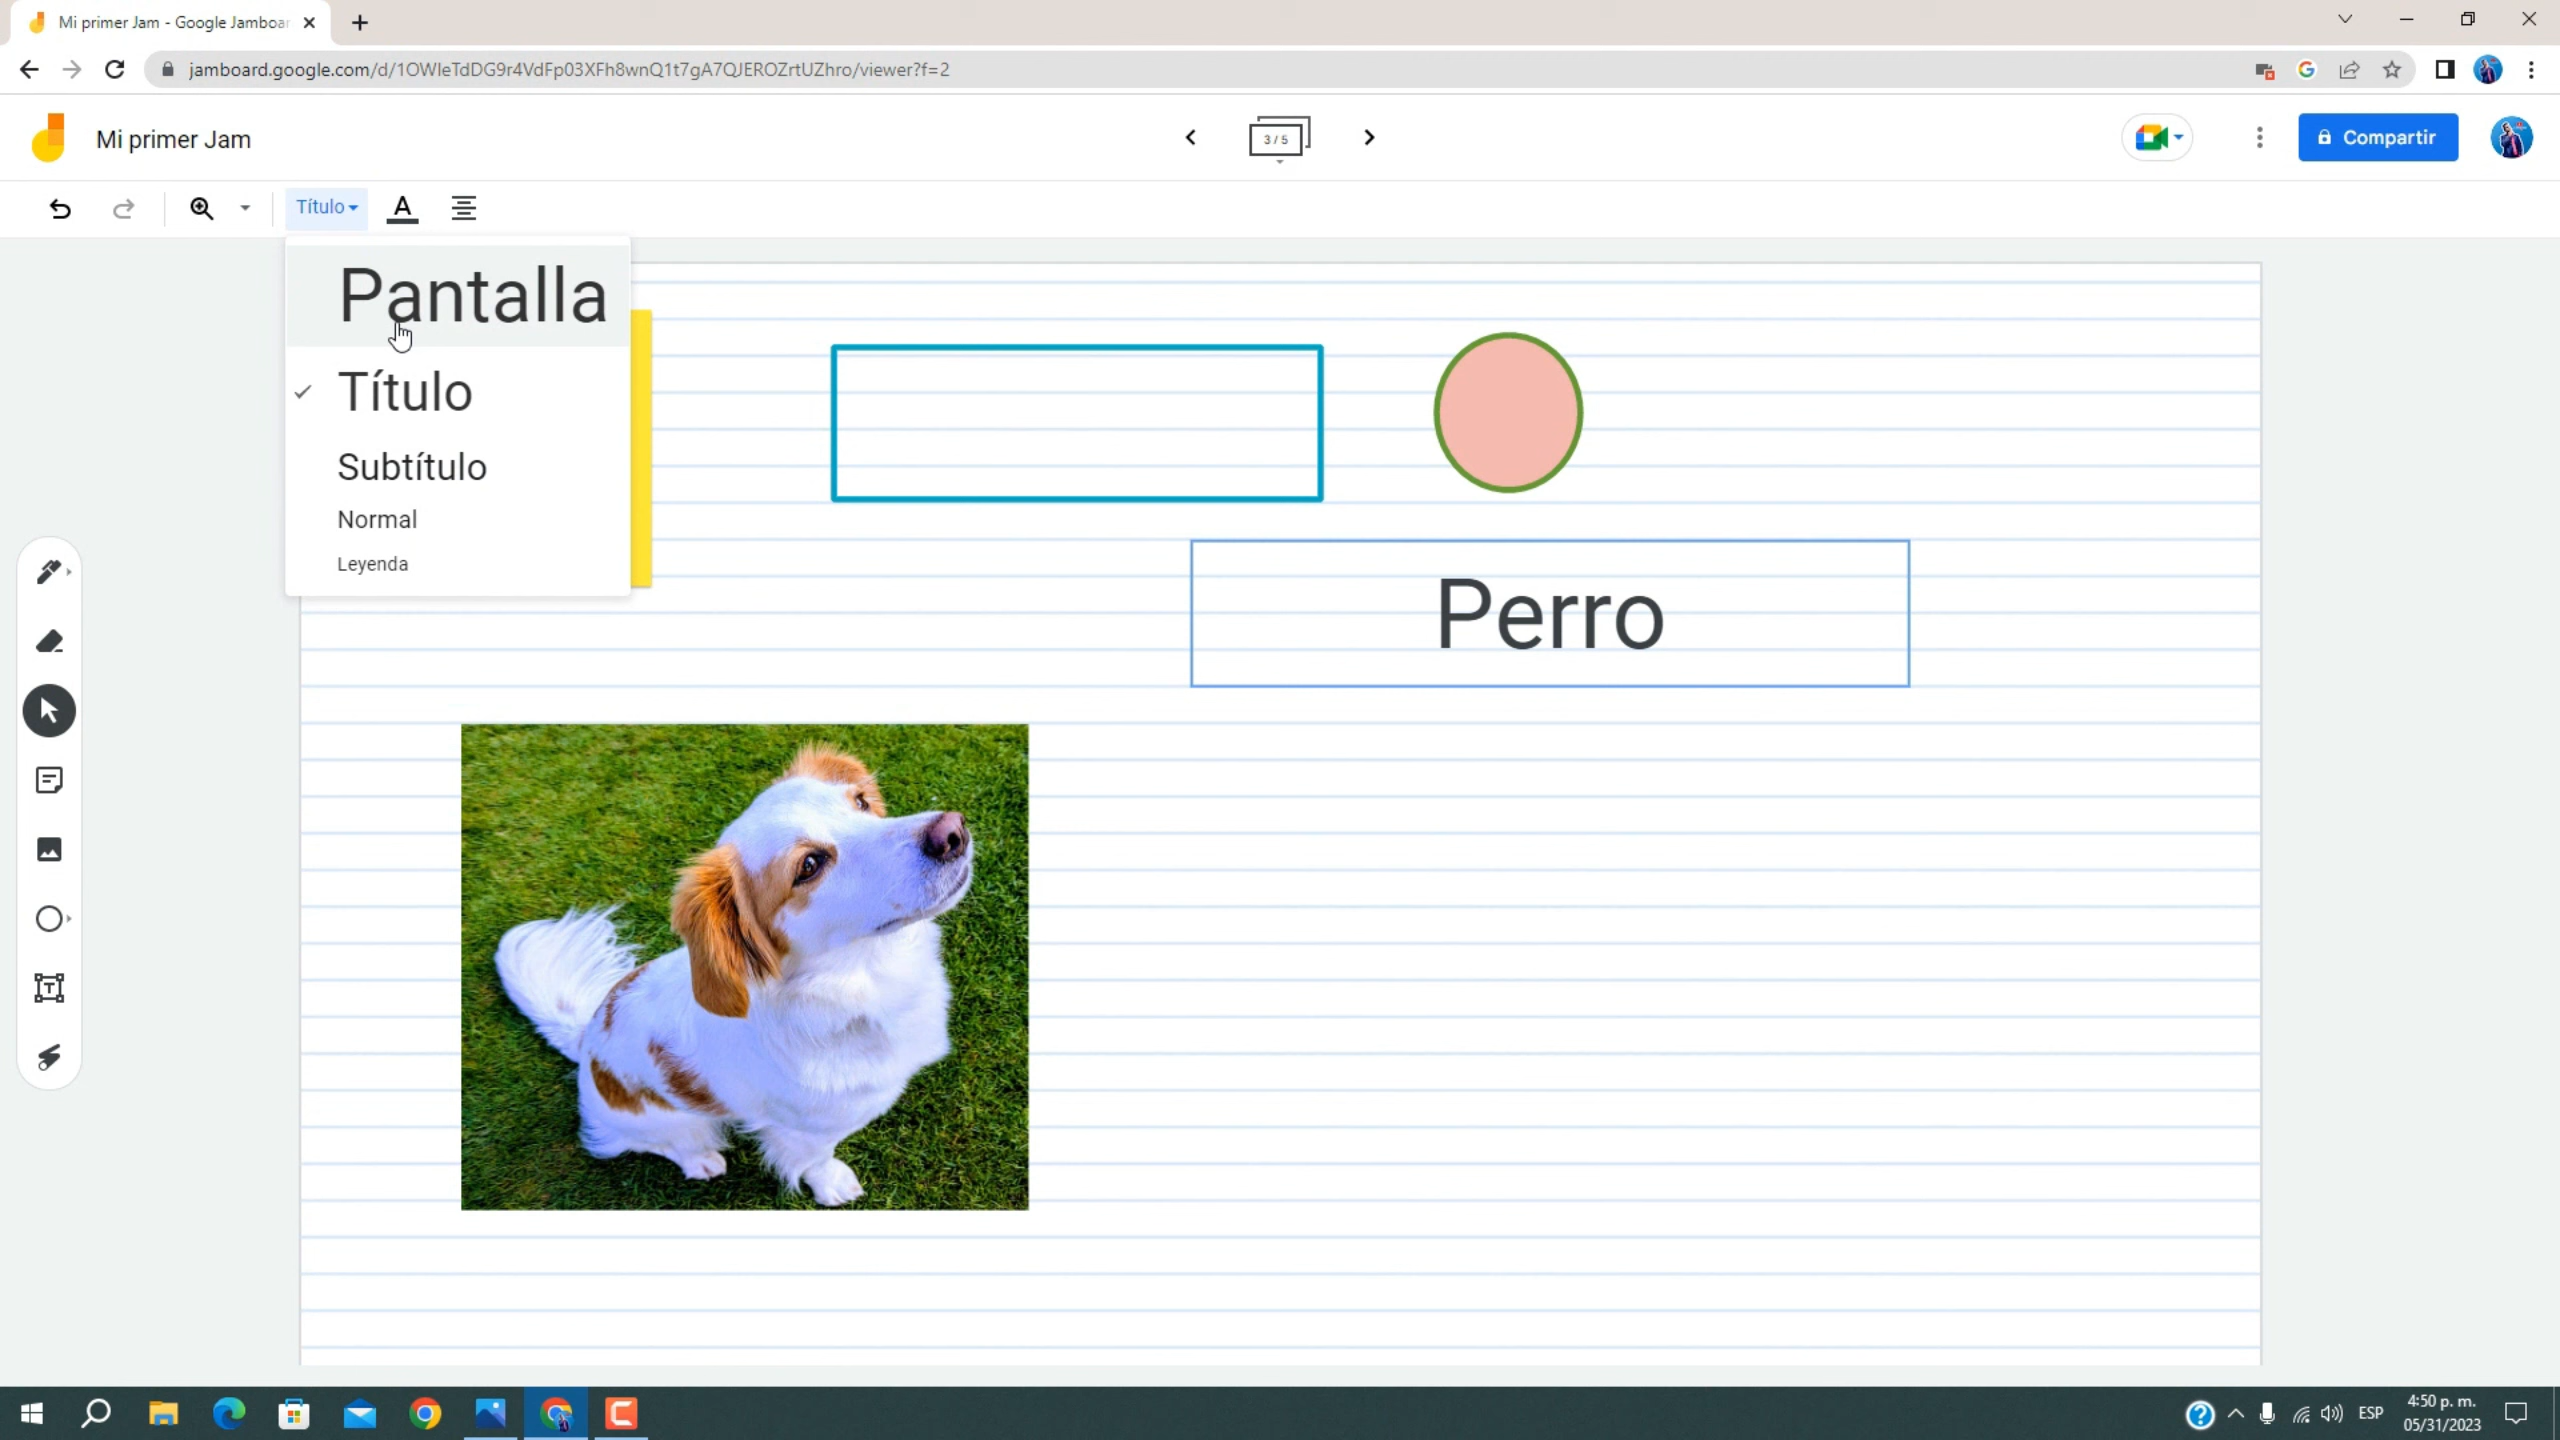 Mi primer Jam - Google Jamboar
jamboard.google.com/d/1OWleTdDG9r4VdFp03XFh8wnQ1t7gA7QJEROZrtUZhro/viewer?f=2
Mi primer Jam
3 / 5
Compartir
Título
Pantalla
Título
Subtítulo
Normal
Leyenda
Perro
ESP
4:50 p. m.
05/31/2023